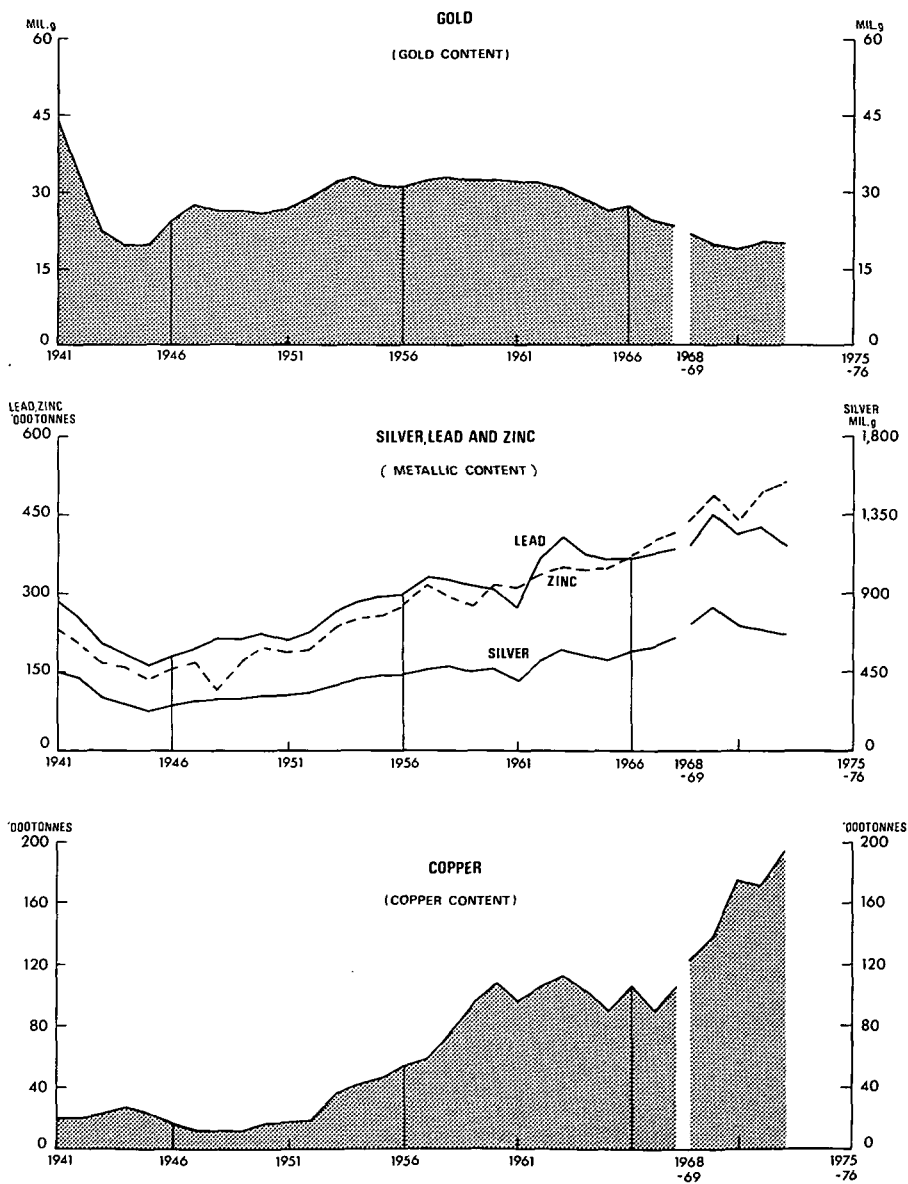 GOLD
MIL.g MIL.g
60 60
(GOLD CONTENT)
45 45
30 30
15 15
0 0
1941 1946 1951 1956 1961 1966 1968 1975
-69 -76
LEAD,ZINC SILVER
'000TONNES MIL.g
600 1,800
SILVER,LEAD AND ZINC
( METALLIC CONTENT )
450 1,350
LEAD
ZINC
300 900
SILVER
150 450
0 0
1941 1946 1951 1956 1961 1966 1968 1975
-69 -76
'000TONNES '000TONNES
200 200
COPPER
(COPPER CONTENT)
160 160
120 120
80 80
40 40
0 0
1941 1946 1951 1956 1961 1966 1968 1975
-69 -76